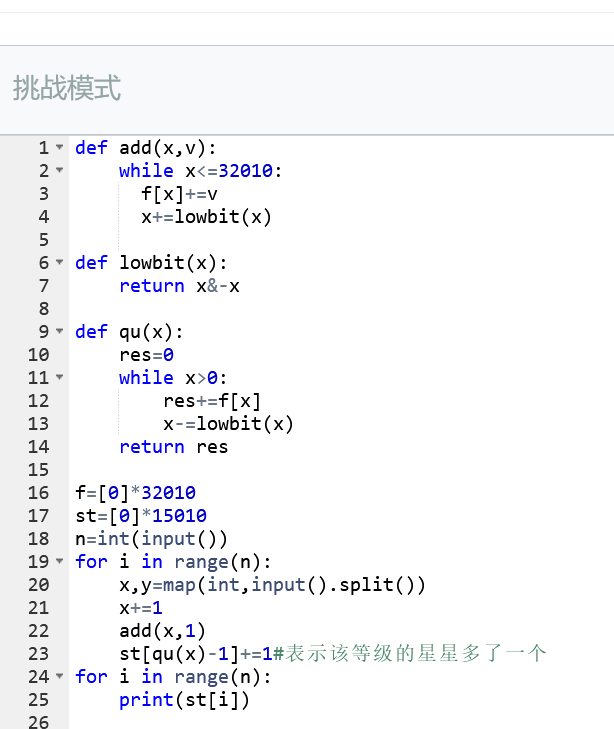 挑战模式
1 def add(x,v):
2     while x<=32010:
3       f[x]+=v
4       x+=lowbit(x)
5
6 def lowbit(x):
7     return x&-x
8
9 def qu(x):
10     res=0
11     while x>0:
12         res+=f[x]
13         x-=lowbit(x)
14     return res
15
16 f=[0]*32010
17 st=[0]*15010
18 n=int(input())
19 for i in range(n):
20     x,y=map(int,input().split())
21     x+=1
22     add(x,1)
23     st[qu(x)-1]+=1#表示该等级的星星多了一个
24 for i in range(n):
25     print(st[i])
26